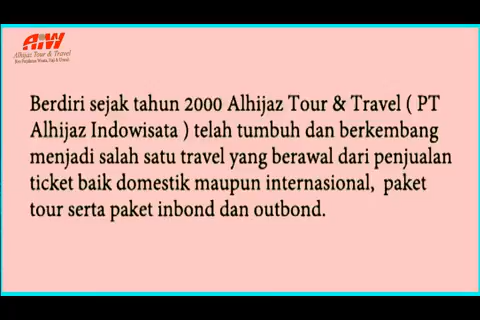 AIW
Alhijaz Tour & Travel
Berdiri sejak tahun 2000 Alhijaz Tour & Travel ( PT
Alhijaz Indowisata ) telah tumbuh dan berkembang
menjadi salah satu travel yang berawal dari penjualan
ticket baik domestik maupun internasional,  paket
tour serta paket inbond dan outbond.